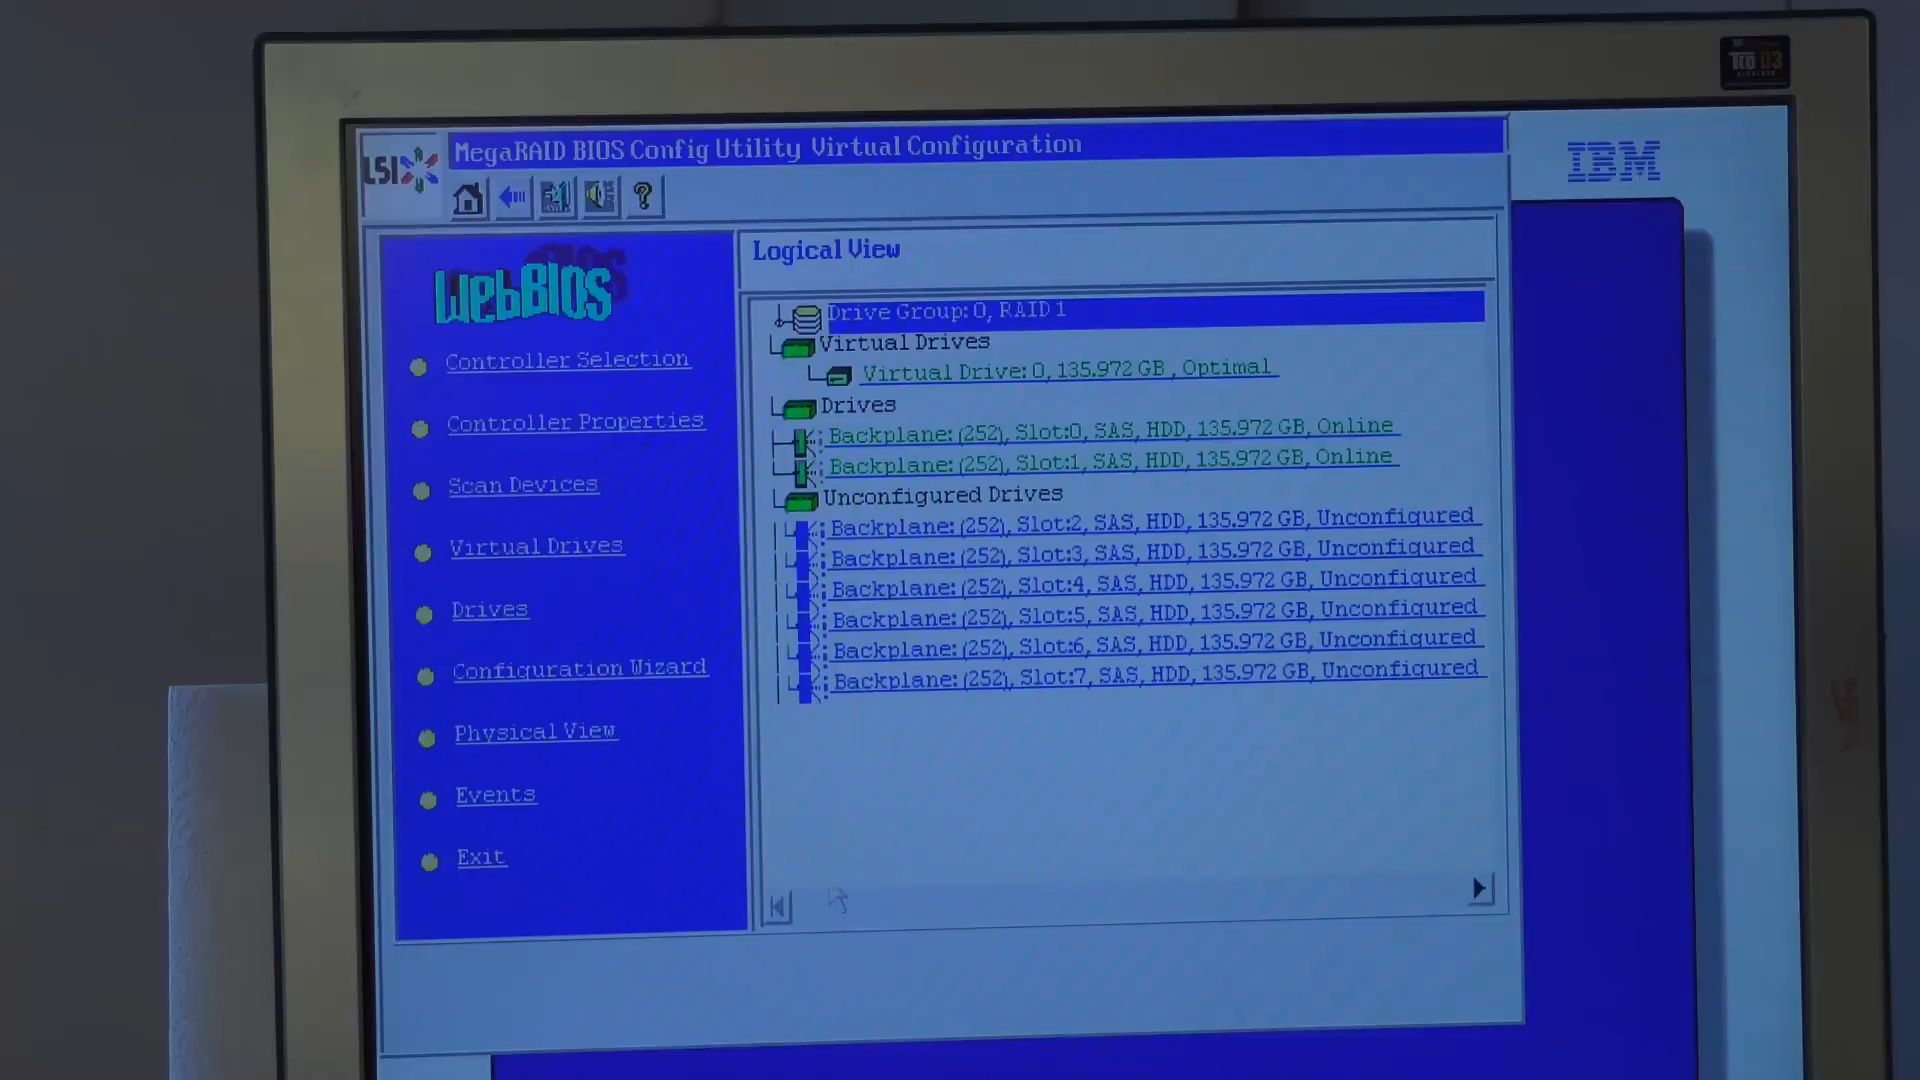 TCO 03
DISPLAYS
LSI
MegaRAID BIOS Config Utility Virtual Configuration
IBM
?
WebBIOS
Controller Selection
Controller Properties
Scan Devices
Virtual Drives
Drives
Configuration Wizard
Physical View
Events
Exit
Logical View
Drive Group: 0, RAID 1
Virtual Drives
Virtual Drive: 0, 135.972 GB , Optimal
Drives
Backplane: (252), Slot:0, SAS, HDD, 135.972 GB, Online
Backplane: (252), Slot:1, SAS, HDD, 135.972 GB, Online
Unconfigured Drives
Backplane: (252), Slot:2, SAS, HDD, 135.972 GB, Unconfigured
Backplane: (252), Slot:3, SAS, HDD, 135.972 GB, Unconfigured
Backplane: (252), Slot:4, SAS, HDD, 135.972 GB, Unconfigured
Backplane: (252), Slot:5, SAS, HDD, 135.972 GB, Unconfigured
Backplane: (252), Slot:6, SAS, HDD, 135.972 GB, Unconfigured
Backplane: (252), Slot:7, SAS, HDD, 135.972 GB, Unconfigured